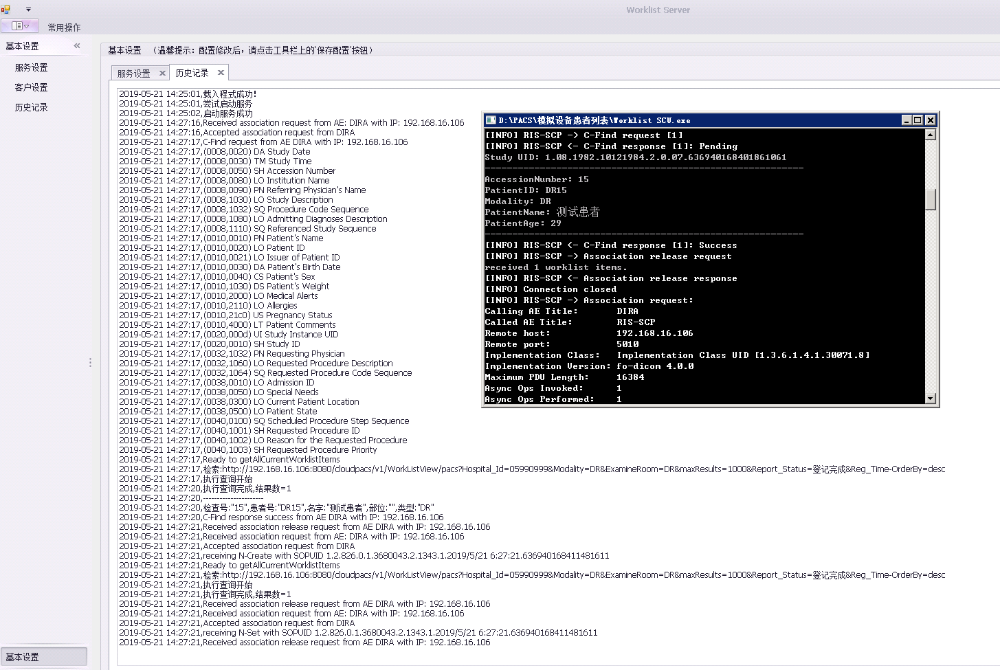 Worklist Server
常用操作
基本设置
«
服务设置
客户设置
历史记录
基本设置 （温馨提示：配置修改后，请点击工具栏上的‘保存配置’按钮）
服务设置 × 历史记录 ×
2019-05-21 14:25:01,载入程式成功!
2019-05-21 14:25:01,尝试启动服务
2019-05-21 14:25:02,启动服务成功
2019-05-21 14:27:16,Received association request from AE: DIRA with IP: 192.168.16.106
2019-05-21 14:27:16,Accepted association request from DIRA
2019-05-21 14:27:17,C-Find request from AE DIRA with IP: 192.168.16.106
2019-05-21 14:27:17,(0008,0020) DA Study Date
2019-05-21 14:27:17,(0008,0030) TM Study Time
2019-05-21 14:27:17,(0008,0050) SH Accession Number
2019-05-21 14:27:17,(0008,0080) LO Institution Name
2019-05-21 14:27:17,(0008,0090) PN Referring Physician's Name
2019-05-21 14:27:17,(0008,1030) LO Study Description
2019-05-21 14:27:17,(0008,1032) SQ Procedure Code Sequence
2019-05-21 14:27:17,(0008,1080) LO Admitting Diagnoses Description
2019-05-21 14:27:17,(0008,1110) SQ Referenced Study Sequence
2019-05-21 14:27:17,(0010,0010) PN Patient's Name
2019-05-21 14:27:17,(0010,0020) LO Patient ID
2019-05-21 14:27:17,(0010,0021) LO Issuer of Patient ID
2019-05-21 14:27:17,(0010,0030) DA Patient's Birth Date
2019-05-21 14:27:17,(0010,0040) CS Patient's Sex
2019-05-21 14:27:17,(0010,1030) DS Patient's Weight
2019-05-21 14:27:17,(0010,2000) LO Medical Alerts
2019-05-21 14:27:17,(0010,2110) LO Allergies
2019-05-21 14:27:17,(0010,21c0) US Pregnancy Status
2019-05-21 14:27:17,(0010,4000) LT Patient Comments
2019-05-21 14:27:17,(0020,000d) UI Study Instance UID
2019-05-21 14:27:17,(0020,0010) SH Study ID
2019-05-21 14:27:17,(0032,1032) PN Requesting Physician
2019-05-21 14:27:17,(0032,1060) LO Requested Procedure Description
2019-05-21 14:27:17,(0032,1064) SQ Requested Procedure Code Sequence
2019-05-21 14:27:17,(0038,0010) LO Admission ID
2019-05-21 14:27:17,(0038,0050) LO Special Needs
2019-05-21 14:27:17,(0038,0300) LO Current Patient Location
2019-05-21 14:27:17,(0038,0500) LO Patient State
2019-05-21 14:27:17,(0040,0100) SQ Scheduled Procedure Step Sequence
2019-05-21 14:27:17,(0040,1001) SH Requested Procedure ID
2019-05-21 14:27:17,(0040,1002) LO Reason for the Requested Procedure
2019-05-21 14:27:17,(0040,1003) SH Requested Procedure Priority
2019-05-21 14:27:17,Ready to getAllCurrentWorklistItems
2019-05-21 14:27:17,检索:http://192.168.16.106:8080/cloudpacs/v1/WorkListView/pacs?Hospital_Id=05990999&Modality=DR&ExamineRoom=DR&maxResults=1000&Report_Status=登记完成&Reg_Time-OrderBy=desc
2019-05-21 14:27:17,执行查询开始
2019-05-21 14:27:20,执行查询完成,结果数=1
2019-05-21 14:27:20,----------------------
2019-05-21 14:27:20,检查号:"15",患者号:"DR15",名字:"测试患者",部位:"",类型:"DR"
2019-05-21 14:27:20,C-Find response success from AE DIRA with IP: 192.168.16.106
2019-05-21 14:27:21,Received association release request from AE DIRA with IP: 192.168.16.106
2019-05-21 14:27:21,Received association request from AE: DIRA with IP: 192.168.16.106
2019-05-21 14:27:21,Accepted association request from DIRA
2019-05-21 14:27:21,receiving N-Create with SOPUID 1.2.826.0.1.3680043.2.1343.1.2019/5/21 6:27:21.636940168411481611
2019-05-21 14:27:21,Ready to getAllCurrentWorklistItems
2019-05-21 14:27:21,检索:http://192.168.16.106:8080/cloudpacs/v1/WorkListView/pacs?Hospital_Id=05990999&Modality=DR&ExamineRoom=DR&maxResults=1000&Report_Status=登记完成&Reg_Time-OrderBy=desc
2019-05-21 14:27:21,执行查询开始
2019-05-21 14:27:21,执行查询完成,结果数=1
2019-05-21 14:27:21,Received association release request from AE DIRA with IP: 192.168.16.106
2019-05-21 14:27:21,Received association request from AE: DIRA with IP: 192.168.16.106
2019-05-21 14:27:21,Accepted association request from DIRA
2019-05-21 14:27:21,receiving N-Set with SOPUID 1.2.826.0.1.3680043.2.1343.1.2019/5/21 6:27:21.636940168411481611
2019-05-21 14:27:21,Received association release request from AE DIRA with IP: 192.168.16.106
D:\PACS\模拟设备患者列表\Worklist SCU.exe
[INFO] RIS-SCP -> C-Find request [1]
[INFO] RIS-SCP <- C-Find response [1]: Pending
Study UID: 1.08.1982.10121984.2.0.07.636940168401861061
----------------------------------------------------------
AccessionNumber: 15
PatientID: DR15
Modality: DR
PatientName: 测试患者
PatientAge: 29
----------------------------------------------------------
[INFO] RIS-SCP <- C-Find response [1]: Success
[INFO] RIS-SCP -> Association release request
received 1 worklist items.
[INFO] RIS-SCP <- Association release response
[INFO] Connection closed
[INFO] RIS-SCP -> Association request:
Calling AE Title: DIRA
Called AE Title: RIS-SCP
Remote host: 192.168.16.106
Remote port: 5010
Implementation Class: Implementation Class UID [1.3.6.1.4.1.30071.8]
Implementation Version: fo-dicom 4.0.0
Maximum PDU Length: 16384
Async Ops Invoked: 1
Async Ops Performed: 1
基本设置